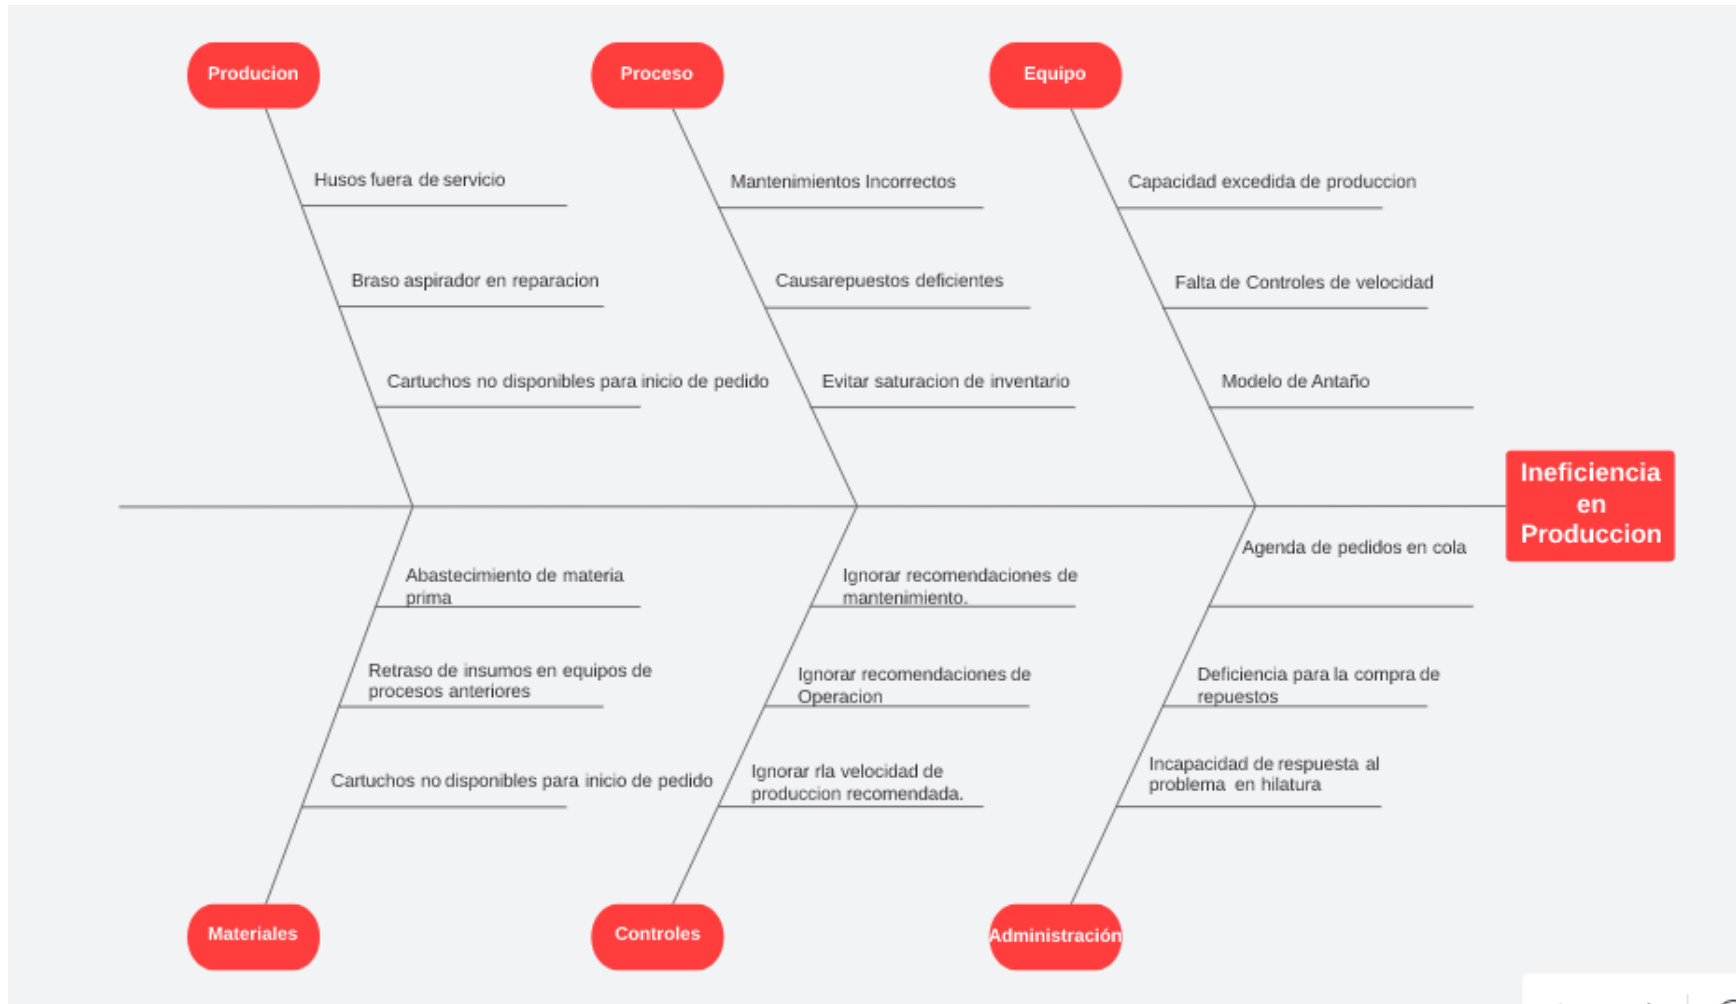 Producion
Proceso
Equipo
Husos fuera de servicio
Mantenimientos Incorrectos
Capacidad excedida de produccion
Braso aspirador en reparacion
Causarepuestos deficientes
Falta de Controles de velocidad
Cartuchos no disponibles para inicio de pedido
Evitar saturacion de inventario
Modelo de Antaño
Ineficiencia
en
Produccion
Abastecimiento de materia
prima
Ignorar recomendaciones de
mantenimiento.
Agenda de pedidos en cola
Retraso de insumos en equipos de
procesos anteriores
Ignorar recomendaciones de
Operacion
Deficiencia para la compra de
repuestos
Cartuchos no disponibles para inicio de pedido
Ignorar rla velocidad de
produccion recomendada.
Incapacidad de respuesta al
problema en hilatura
Materiales
Controles
Administración